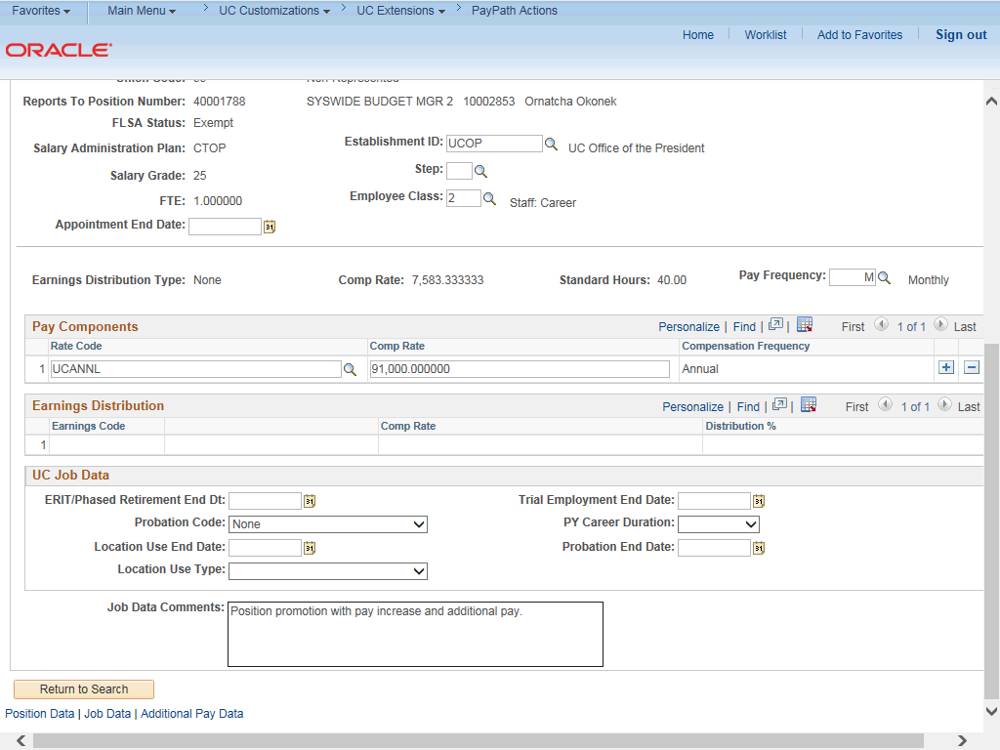 Favorites Main Menu UC Customizations UC Extensions PayPath Actions
Home Worklist Add to Favorites Sign out
ORACLE
Reports To Position Number: 40001788 SYSWIDE BUDGET MGR 2 10002853 Ornatcha Okonek
FLSA Status: Exempt
Salary Administration Plan: CTOP Establishment ID: UCOP UC Office of the President
Salary Grade: 25 Step:
FTE: 1.000000 Employee Class: 2 Staff: Career
Appointment End Date:
Earnings Distribution Type: None Comp Rate: 7,583.333333 Standard Hours: 40.00 Pay Frequency: M Monthly
Pay Components Personalize | Find | | First 1 of 1 Last
Rate Code Comp Rate Compensation Frequency
1 UCANNL 91,000.000000 Annual
Earnings Distribution Personalize | Find | | First 1 of 1 Last
Earnings Code Comp Rate Distribution %
1
UC Job Data
ERIT/Phased Retirement End Dt: Trial Employment End Date:
Probation Code: None PY Career Duration:
Location Use End Date: Probation End Date:
Location Use Type:
Job Data Comments: Position promotion with pay increase and additional pay.
Return to Search
Position Data | Job Data | Additional Pay Data